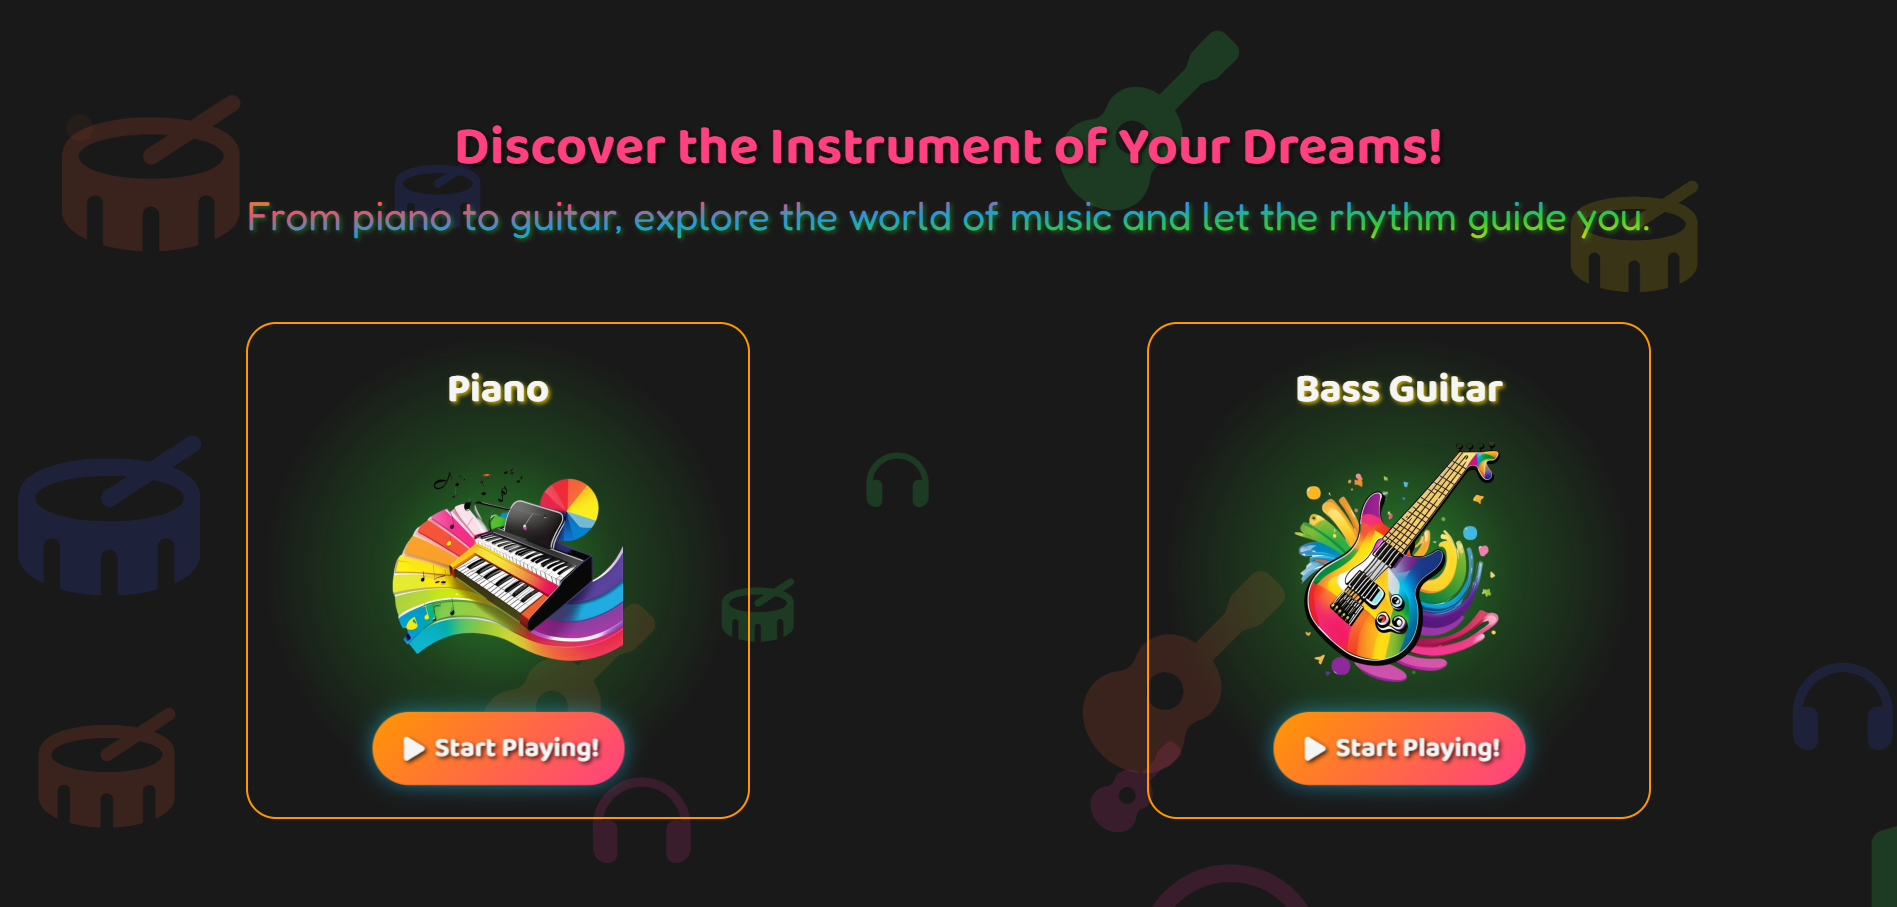 Discover the Instrument of Your Dreams!
From piano to guitar, explore the world of music and let the rhythm guide you.
Piano
Start Playing!
Bass Guitar
Start Playing!